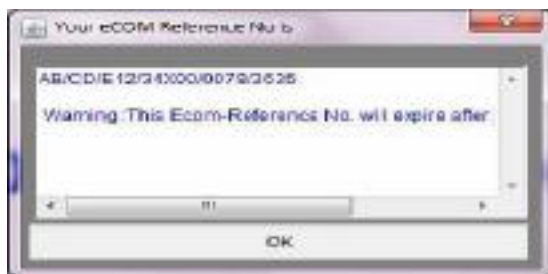 Your eCOM Reference No is
AB/CD/E12/34X00/0079/3535
Warning:This Ecom-Reference No. will expire after
OK